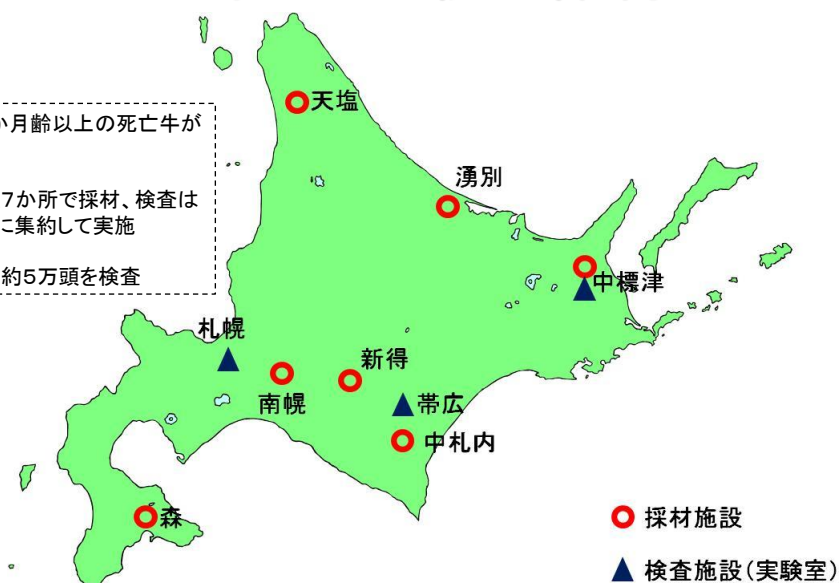 か月齢以上の死亡牛が
7か所で採材、検査は
に集約して実施
約5万頭を検査
天塩
湧別
中標津
札幌
新得
南幌
帯広
中札内
森
採材施設
検査施設(実験室)